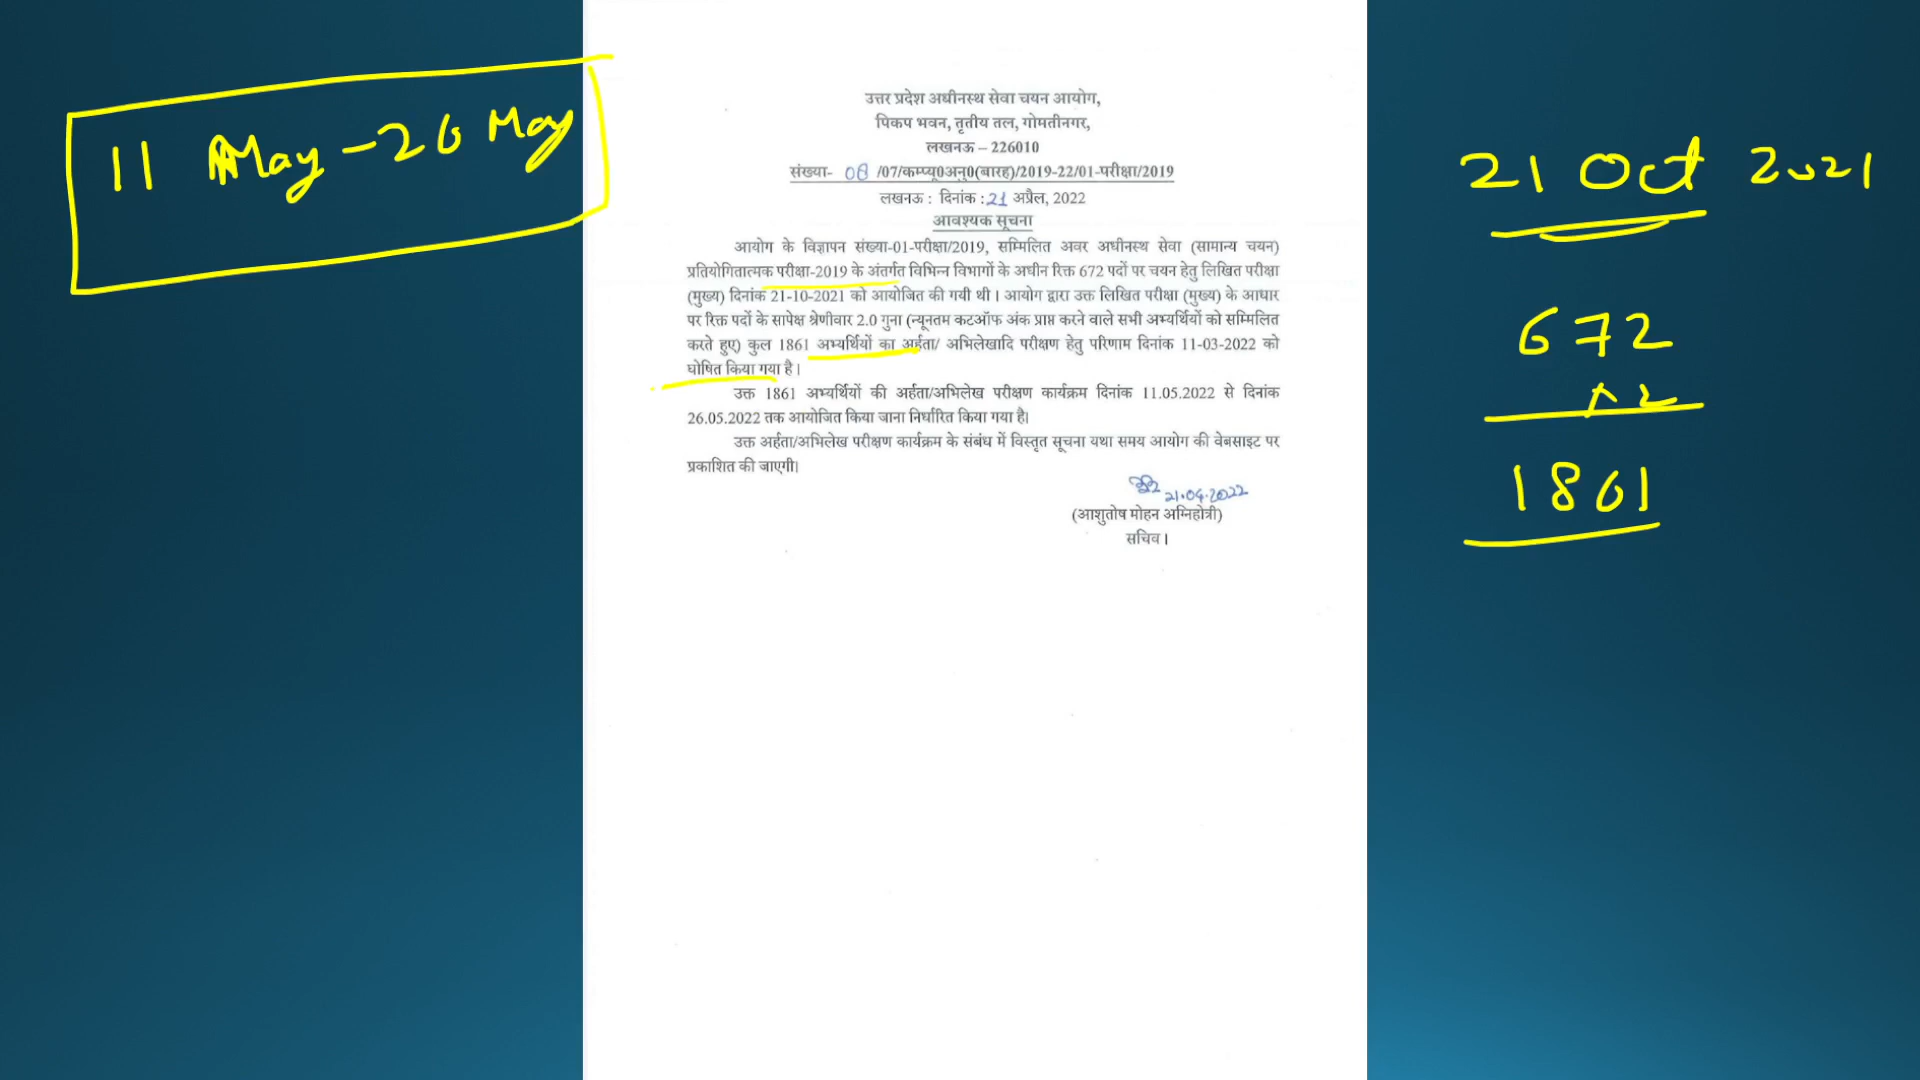 11 May - 26 May
उत्तर प्रदेश अधीनस्थ सेवा चयन आयोग,
पिकप भवन, तृतीय तल, गोमतीनगर,
लखनऊ – 226010
संख्या- 08 /07/कम्प्यू0अनु0(बारह)/2019-22/01-परीक्षा/2019
लखनऊ : दिनांक : 21 अप्रैल, 2022
आवश्यक सूचना
आयोग के विज्ञापन संख्या-01-परीक्षा/2019, सम्मिलित अवर अधीनस्थ सेवा (सामान्य चयन)
प्रतियोगितात्मक परीक्षा-2019 के अंतर्गत विभिन्न विभागों के अधीन रिक्त 672 पदों पर चयन हेतु लिखित परीक्षा
(मुख्य) दिनांक 21-10-2021 को आयोजित की गयी थी। आयोग द्वारा उक्त लिखित परीक्षा (मुख्य) के आधार
पर रिक्त पदों के सापेक्ष श्रेणीवार 2.0 गुना (न्यूनतम कटऑफ अंक प्राप्त करने वाले सभी अभ्यर्थियों को सम्मिलित
करते हुए) कुल 1861 अभ्यर्थियों का अर्हता/ अभिलेखादि परीक्षण हेतु परिणाम दिनांक 11-03-2022 को
घोषित किया गया है।
उक्त 1861 अभ्यर्थियों की अर्हता/अभिलेख परीक्षण कार्यक्रम दिनांक 11.05.2022 से दिनांक
26.05.2022 तक आयोजित किया जाना निर्धारित किया गया है।
उक्त अर्हता/अभिलेख परीक्षण कार्यक्रम के संबंध में विस्तृत सूचना यथा समय आयोग की वेबसाइट पर
प्रकाशित की जाएगी।
21.04.2022
(आशुतोष मोहन अग्निहोत्री)
सचिव।
21 Oct 2021
672
×2
1861